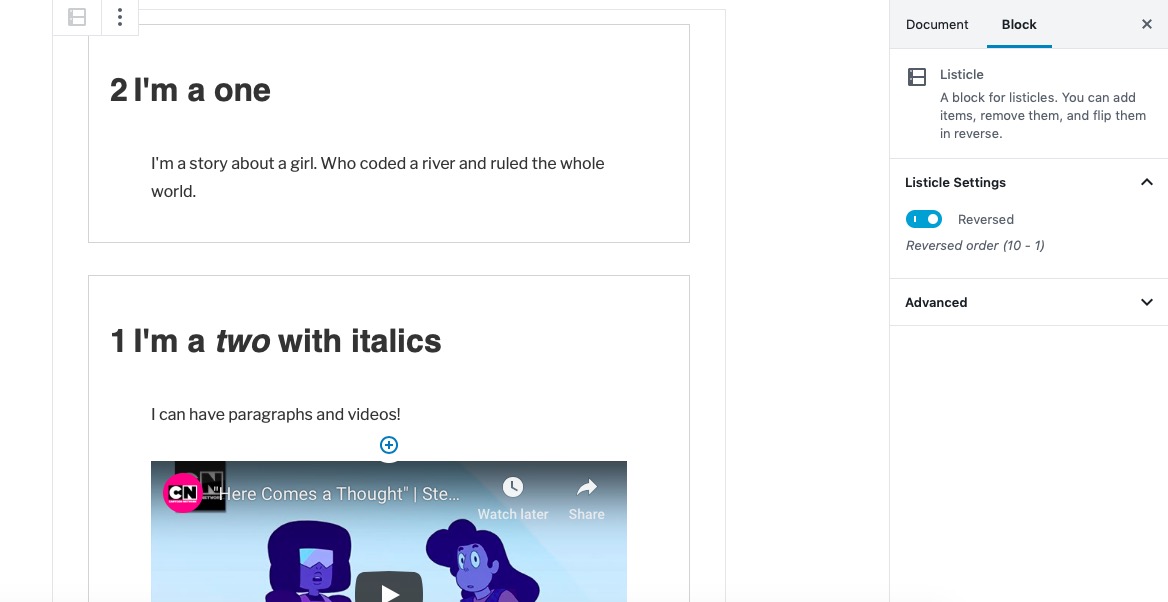 2 I'm a one
I'm a story about a girl. Who coded a river and ruled the whole
world.
1 I'm a two with italics
I can have paragraphs and videos!
CN
"Here Comes a Thought" | Ste...
Watch later
Share
Document
Block
Listicle
A block for listicles. You can add
items, remove them, and flip them
in reverse.
Listicle Settings
Reversed
Reversed order (10 - 1)
Advanced